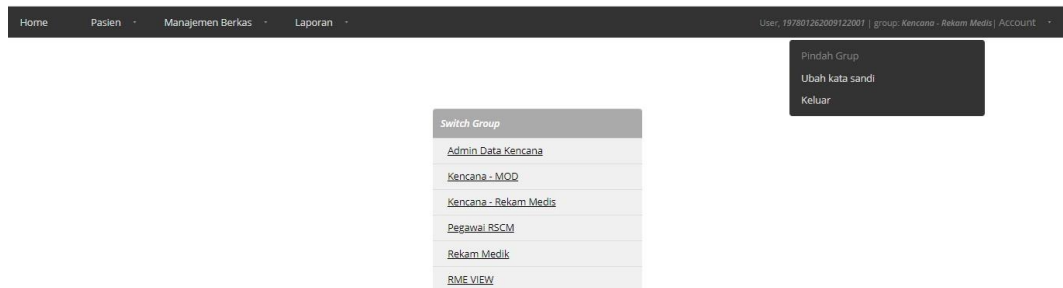 Home Pasien Manajemen Berkas Laporan User, 197801262009122001 | group: Kencana - Rekam Medis| Account
Pindah Grup
Ubah kata sandi
Keluar
Switch Group
Admin Data Kencana
Kencana - MOD
Kencana - Rekam Medis
Pegawai RSCM
Rekam Medik
RME VIEW